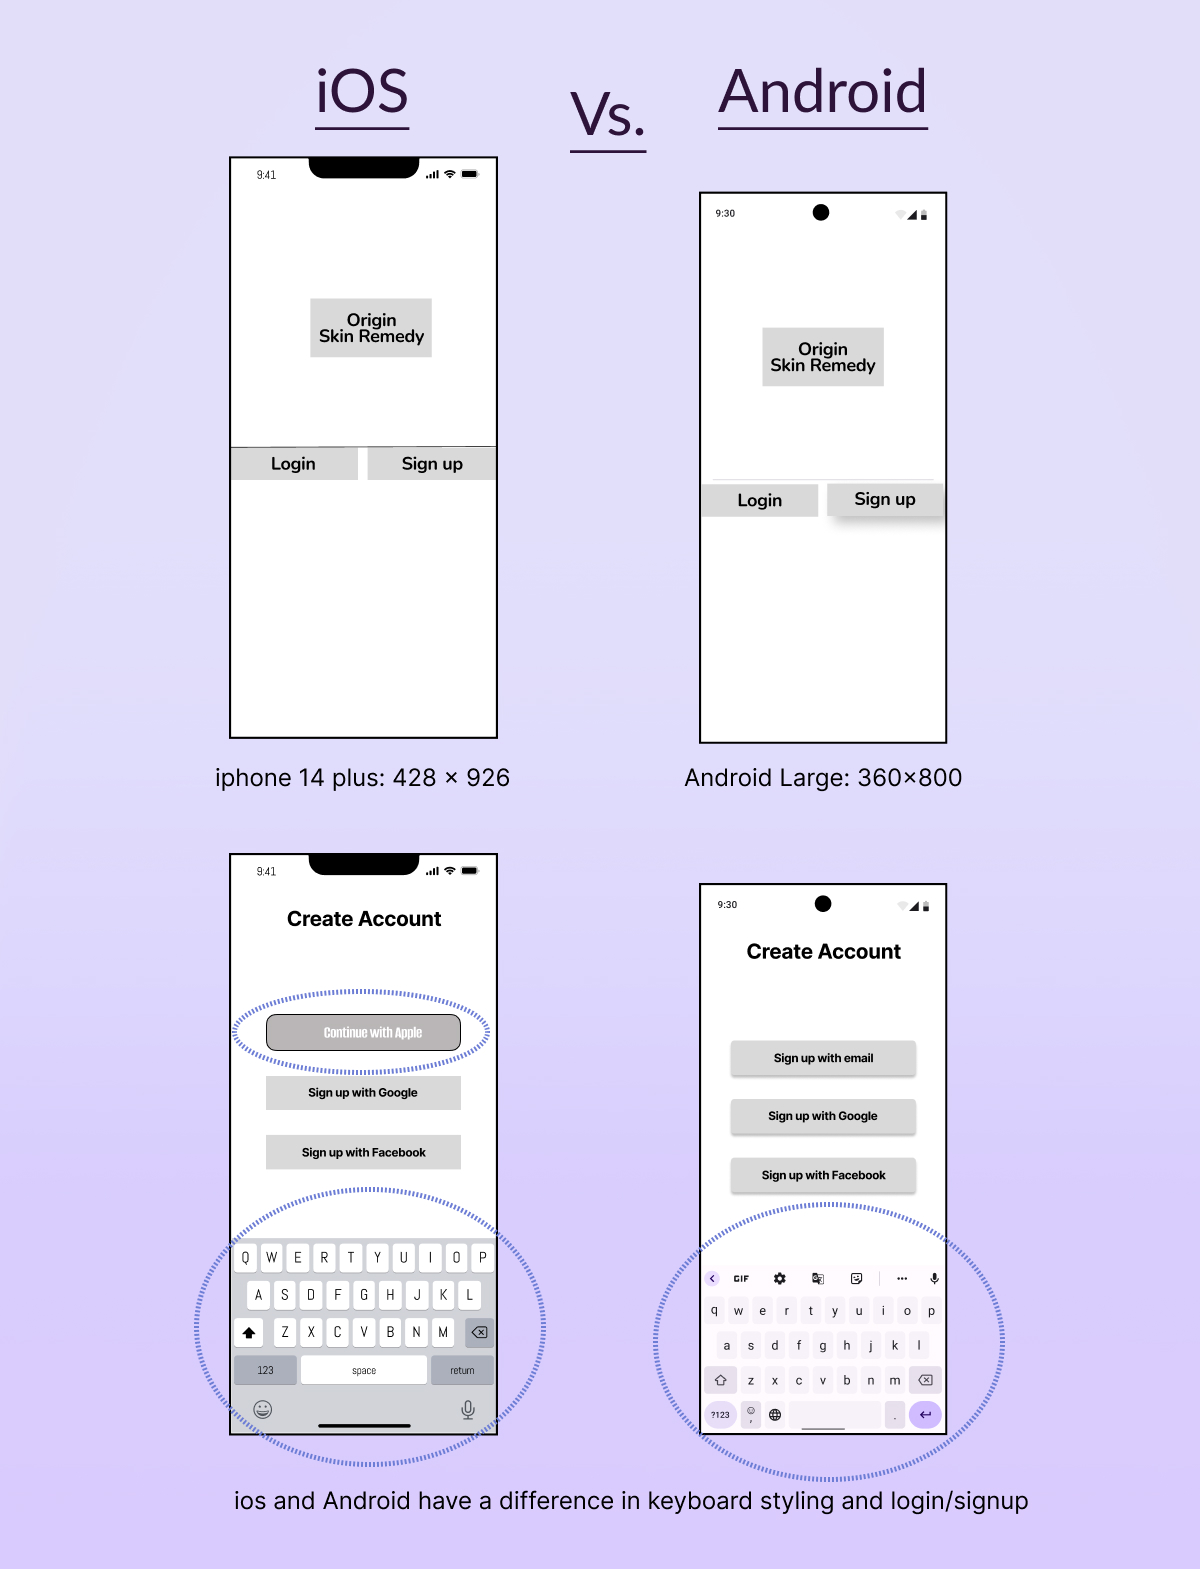 iOS
Vs.
Android
9:41
Origin
Skin Remedy
Login
Sign up
iphone 14 plus: 428 × 926
9:30
Origin
Skin Remedy
Login
Sign up
Android Large: 360×800
9:41
Create Account
Continue with Apple
Sign up with Google
Sign up with Facebook
Q W E R T Y U I O P
A S D F G H J K L
Z X C V B N M
123 space return
9:30
Create Account
Sign up with email
Sign up with Google
Sign up with Facebook
GIF
q w e r t y u i o p
a s d f g h j k l
z x c v b n m
?123 , .
ios and Android have a difference in keyboard styling and login/signup